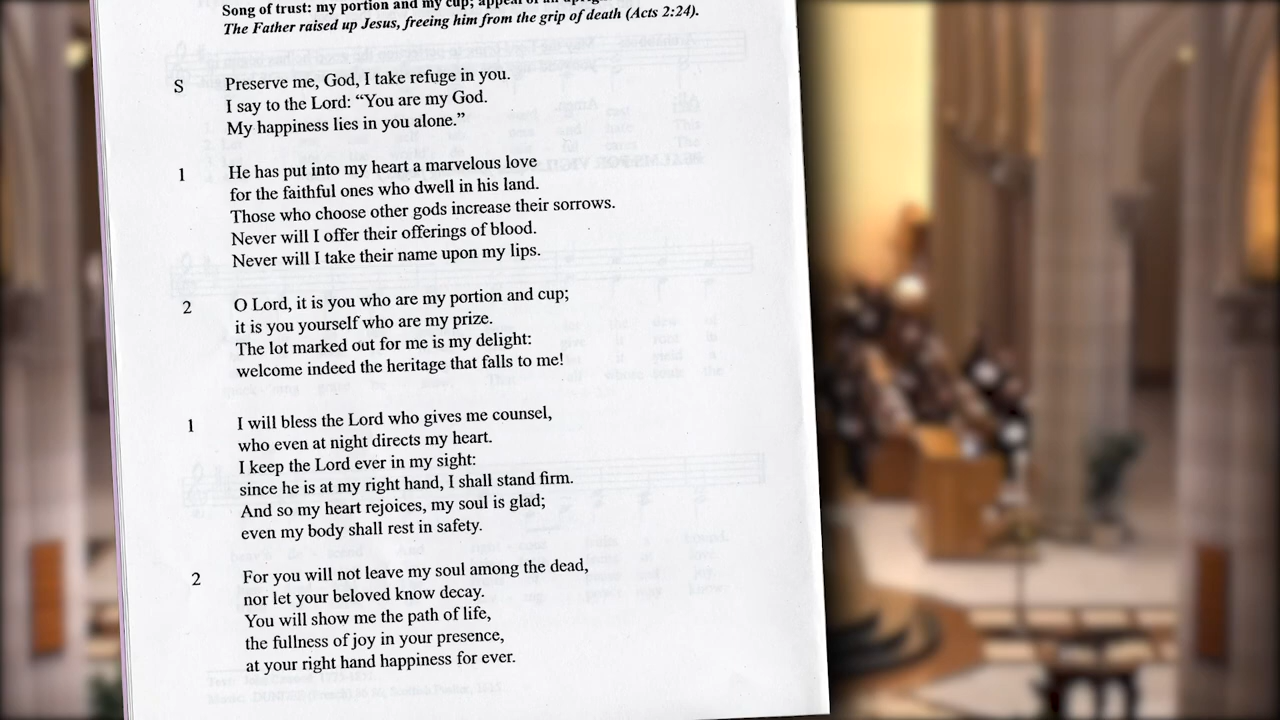 Song of trust: my portion and my cup; appeal of an
The Father raised up Jesus, freeing him from the grip of death (Acts 2:24).
S Preserve me, God, I take refuge in you.
I say to the Lord: “You are my God.
My happiness lies in you alone.”
1 He has put into my heart a marvelous love
for the faithful ones who dwell in his land.
Those who choose other gods increase their sorrows.
Never will I offer their offerings of blood.
Never will I take their name upon my lips.
2 O Lord, it is you who are my portion and cup;
it is you yourself who are my prize.
The lot marked out for me is my delight:
welcome indeed the heritage that falls to me!
1 I will bless the Lord who gives me counsel,
who even at night directs my heart.
I keep the Lord ever in my sight:
since he is at my right hand, I shall stand firm.
And so my heart rejoices, my soul is glad;
even my body shall rest in safety.
2 For you will not leave my soul among the dead,
nor let your beloved know decay.
You will show me the path of life,
the fullness of joy in your presence,
at your right hand happiness for ever.